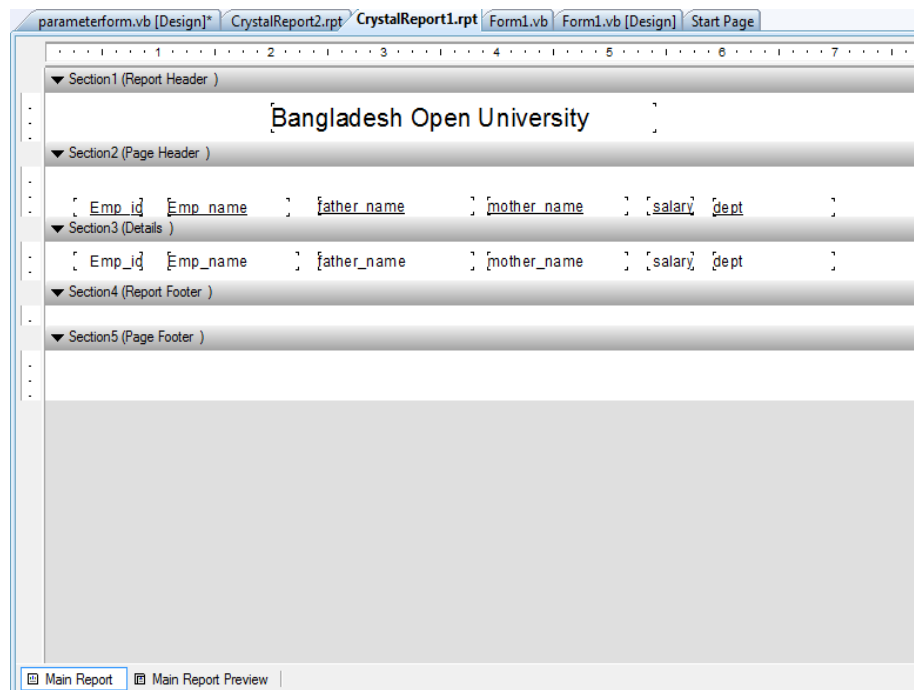 parameterform.vb [Design]* CrystalReport2.rpt CrystalReport1.rpt Form1.vb Form1.vb [Design] Start Page
1 2 3 4 5 6 7
Section1 (Report Header )
Bangladesh Open University
Section2 (Page Header )
Emp_id Emp_name father_name mother_name salary dept
Section3 (Details )
Emp_id Emp_name father_name mother_name salary dept
Section4 (Report Footer )
Section5 (Page Footer )
Main Report Main Report Preview